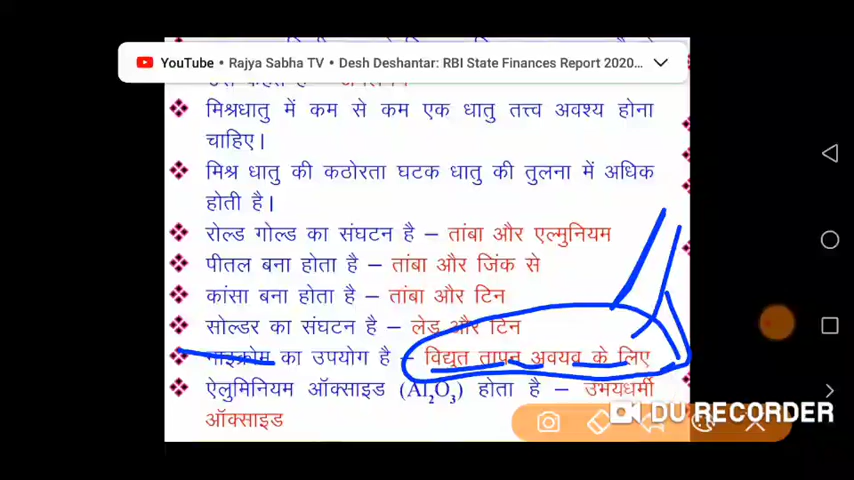 YouTube • Rajya Sabha TV • Desh Deshantar: RBI State Finances Report 2020...
मिश्रधातु में कम से कम एक धातु तत्त्व अवश्य होना
चाहिए।
मिश्र धातु की कठोरता घटक धातु की तुलना में अधिक
होती है।
रोल्ड गोल्ड का संघटन है – तांबा और एल्मुनियम
पीतल बना होता है – तांबा और जिंक से
कांसा बना होता है – तांबा और टिन
सोल्डर का संघटन है – लेड और टिन
नाइक्रोम का उपयोग है – विद्यूत तापन अवयव के लिए
ऐलुमिनियम ऑक्साइड (Al₂O₃) होता है – उभयधर्मी
ऑक्साइड
DU RECORDER